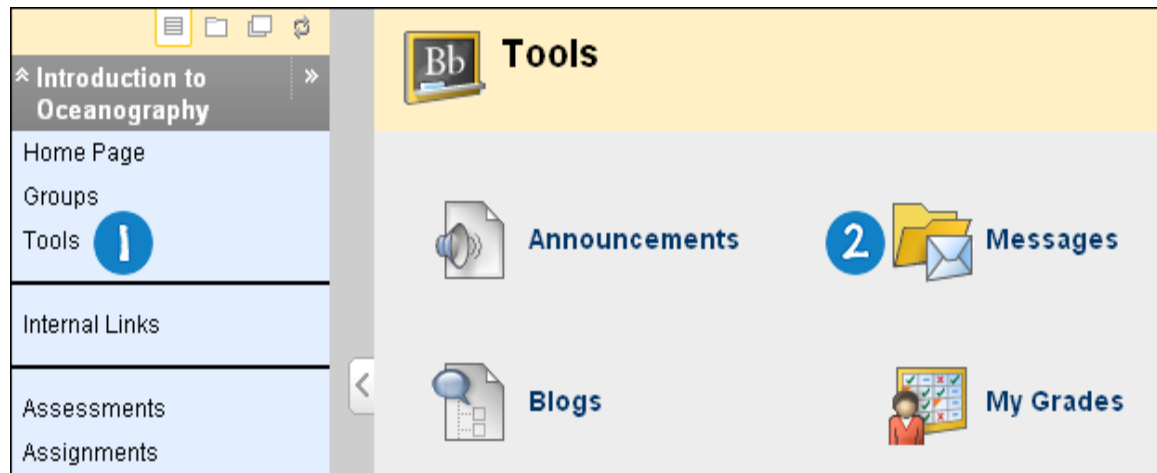 Introduction to
Oceanography
Home Page
Groups
Tools 1
Internal Links
Assessments
Assignments
Bb Tools
Announcements
2 Messages
Blogs
My Grades